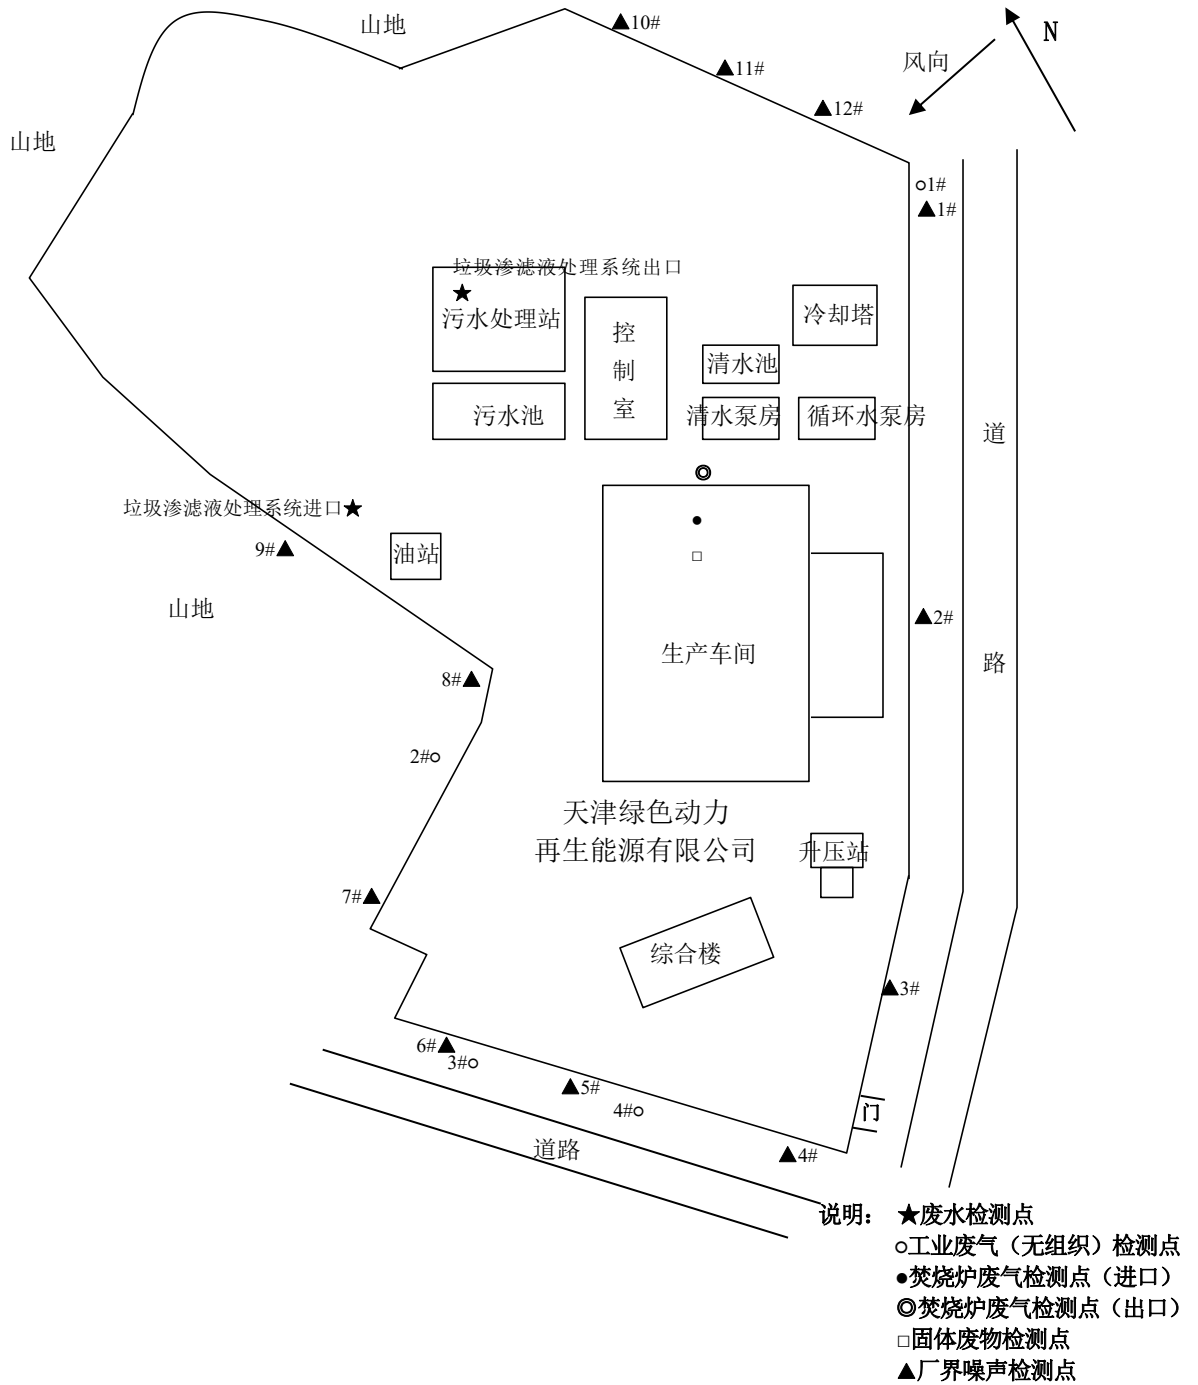 山地
▲10#
▲11#
▲12#
风向
N
山地
○1#
▲1#
垃圾渗滤液处理系统出口
★
污水处理站
控
制
室
冷却塔
清水池
污水池
清水泵房
循环水泵房
道
路
垃圾渗滤液处理系统进口★
9#▲
油站
山地
▲2#
生产车间
8#▲
2#○
天津绿色动力
再生能源有限公司
升压站
7#▲
综合楼
▲3#
6#▲
3#○
▲5#
4#○
门
▲4#
道路
说明： ★废水检测点
○工业废气（无组织）检测点
●焚烧炉废气检测点（进口）
◎焚烧炉废气检测点（出口）
□固体废物检测点
▲厂界噪声检测点